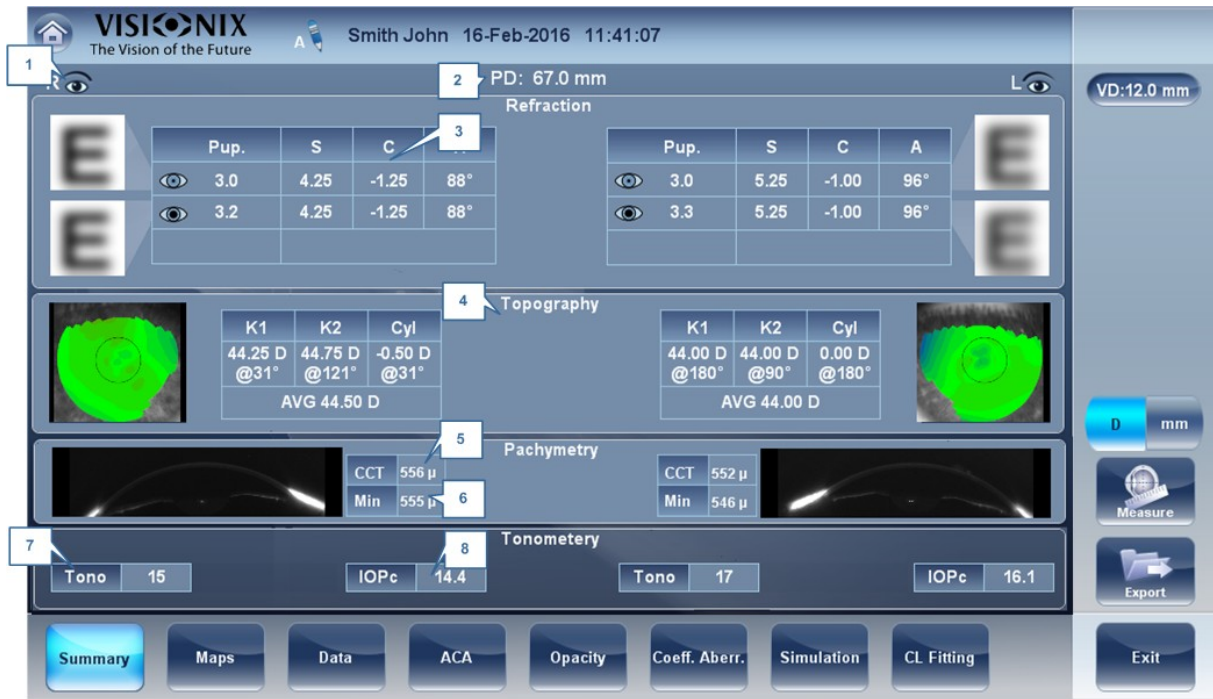 VISIONIX
The Vision of the Future
A Smith John 16-Feb-2016 11:41:07
1
R
2
PD: 67.0 mm
L
VD:12.0 mm
Refraction
3
E
Pup. S C
3.0 4.25 -1.25 88°
3.2 4.25 -1.25 88°
E
Pup. S C A
3.0 5.25 -1.00 96°
3.3 5.25 -1.00 96°
E
E
4
Topography
K1 K2 Cyl
44.25 D 44.75 D -0.50 D
@31° @121° @31°
AVG 44.50 D
K1 K2 Cyl
44.00 D 44.00 D 0.00 D
@180° @90° @180°
AVG 44.00 D
D mm
5
Pachymetry
CCT 556 µ
Min 555 µ
6
CCT 552 µ
Min 546 µ
Measure
7
8
Tonometery
Tono 15
IOPc 14.4
Tono 17
IOPc 16.1
Export
Summary Maps Data ACA Opacity Coeff. Aberr. Simulation CL Fitting Exit